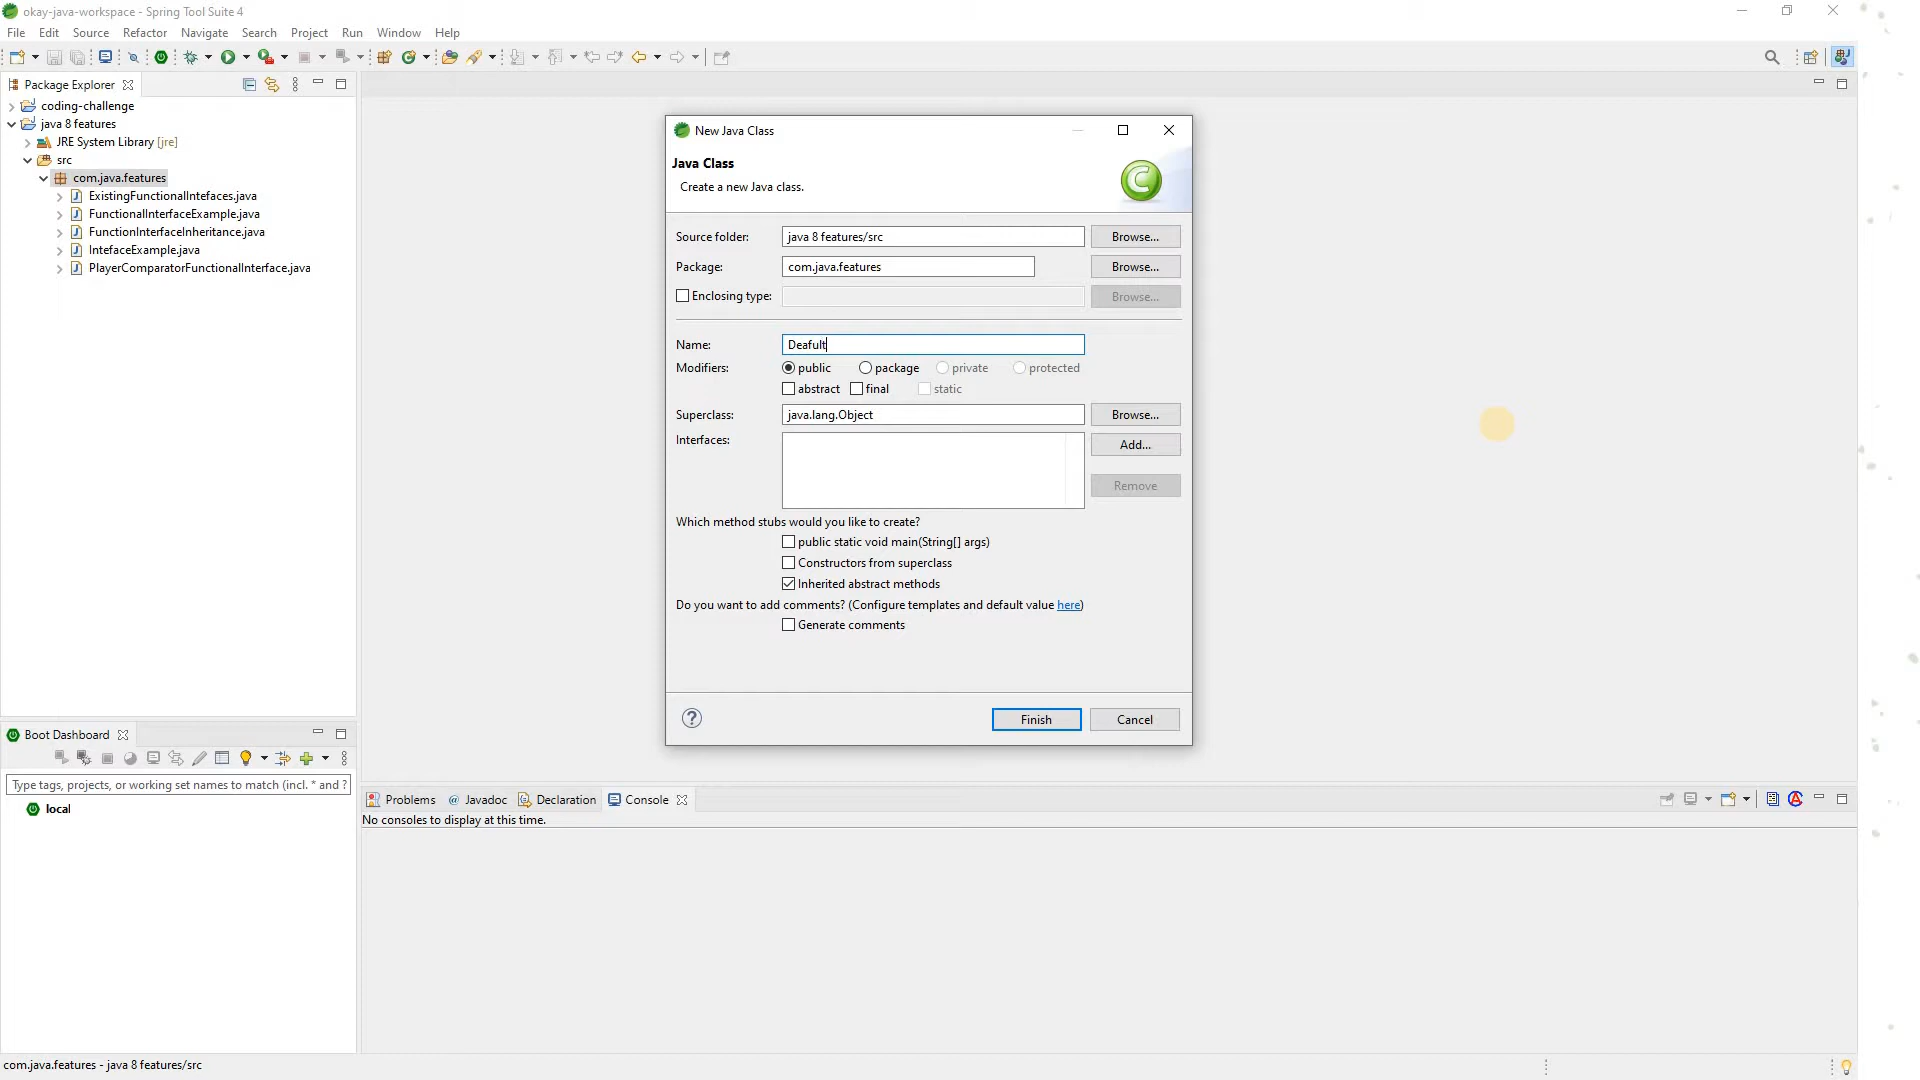 okay-java-workspace - Spring Tool Suite 4
File Edit Source Refactor Navigate Search Project Run Window Help
Package Explorer
coding-challenge
java 8 features
JRE System Library [jre]
src
com.java.features
ExistingFunctionalIntefaces.java
FunctionalInterfaceExample.java
FunctionInterfaceInheritance.java
IntefaceExample.java
PlayerComparatorFunctionalInterface.java
New Java Class
Java Class
Create a new Java class.
Source folder: java 8 features/src Browse...
Package: com.java.features Browse...
Enclosing type: Browse...
Name: Deafult
Modifiers: public package private protected
abstract final static
Superclass: java.lang.Object Browse...
Interfaces: Add...
Remove
Which method stubs would you like to create?
public static void main(String[] args)
Constructors from superclass
Inherited abstract methods
Do you want to add comments? (Configure templates and default value here)
Generate comments
Finish Cancel
Boot Dashboard
Type tags, projects, or working set names to match (incl. * and ?
local
Problems @ Javadoc Declaration Console
No consoles to display at this time.
com.java.features - java 8 features/src